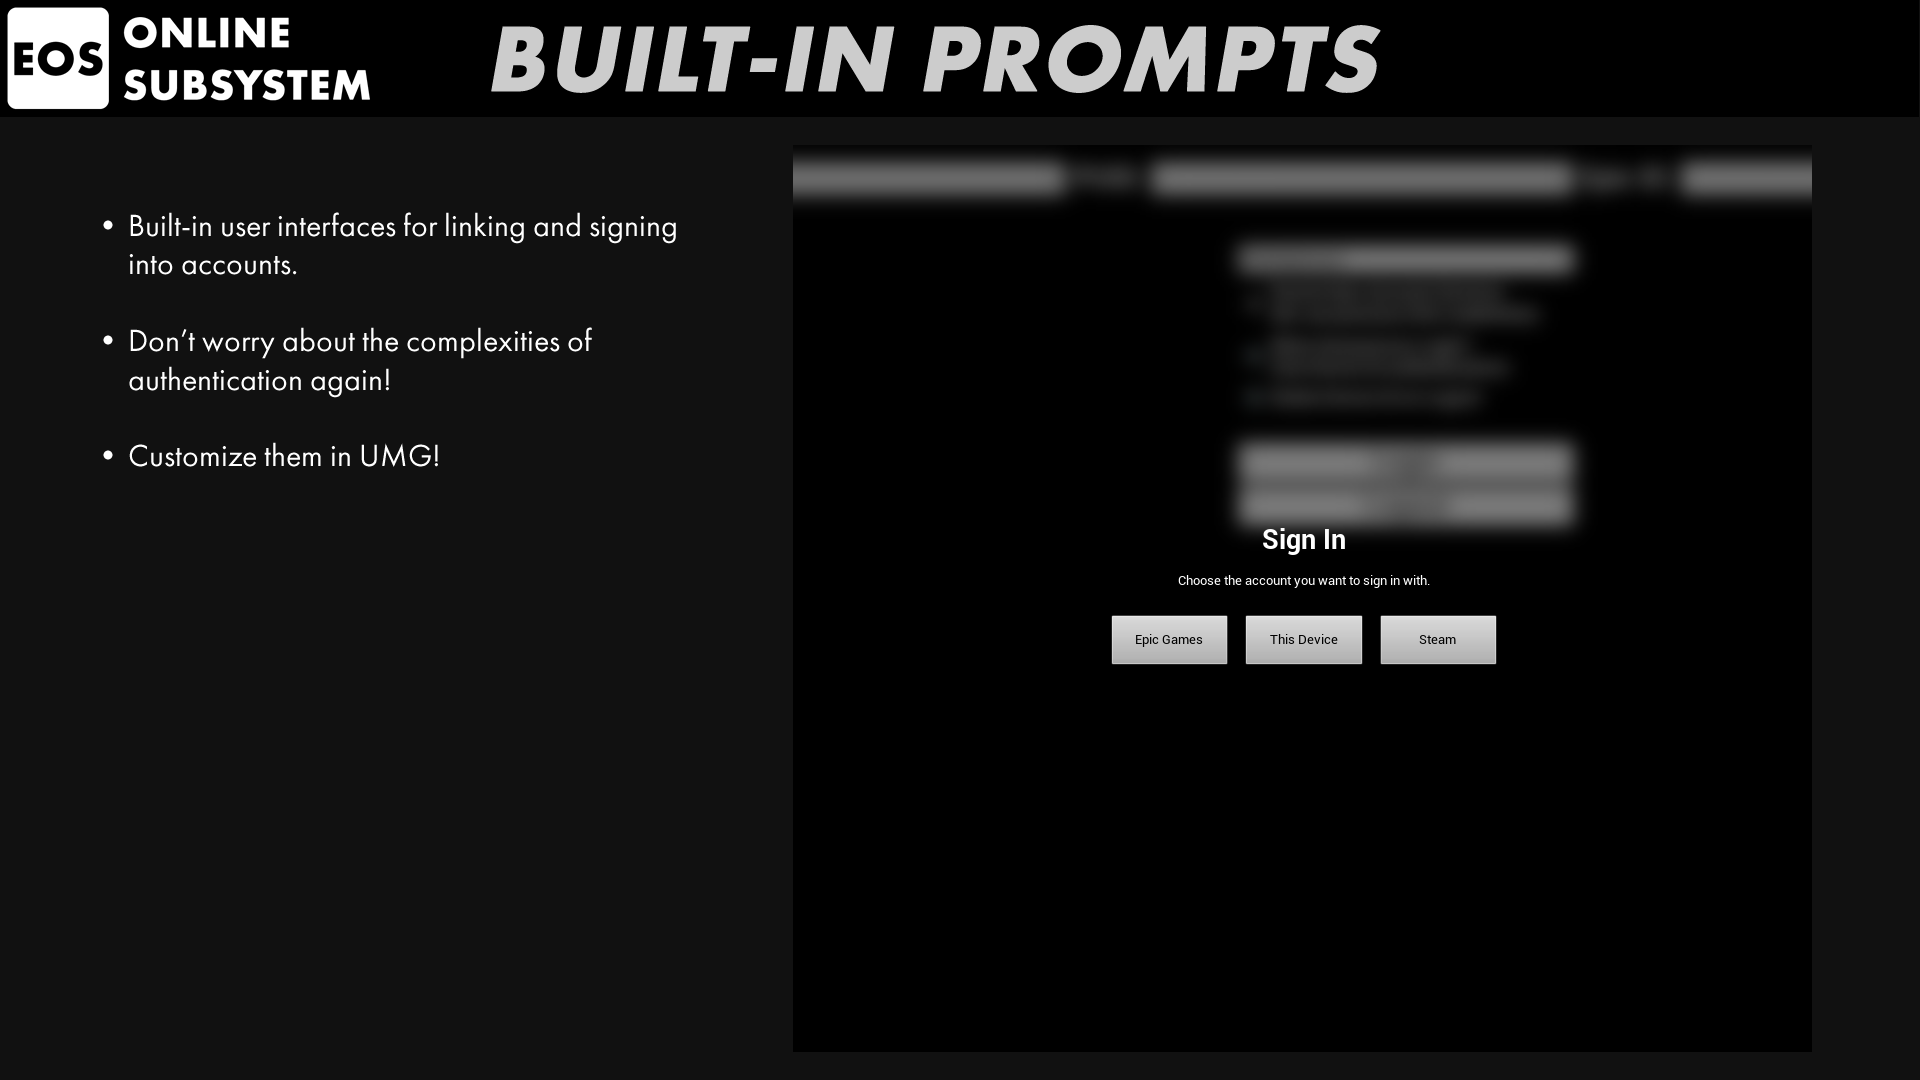 EOS
ONLINE
SUBSYSTEM
BUILT-IN PROMPTS
• Built-in user interfaces for linking and signing
into accounts.
• Don’t worry about the complexities of
authentication again!
• Customize them in UMG!
Sign In
Choose the account you want to sign in with.
Epic Games
This Device
Steam